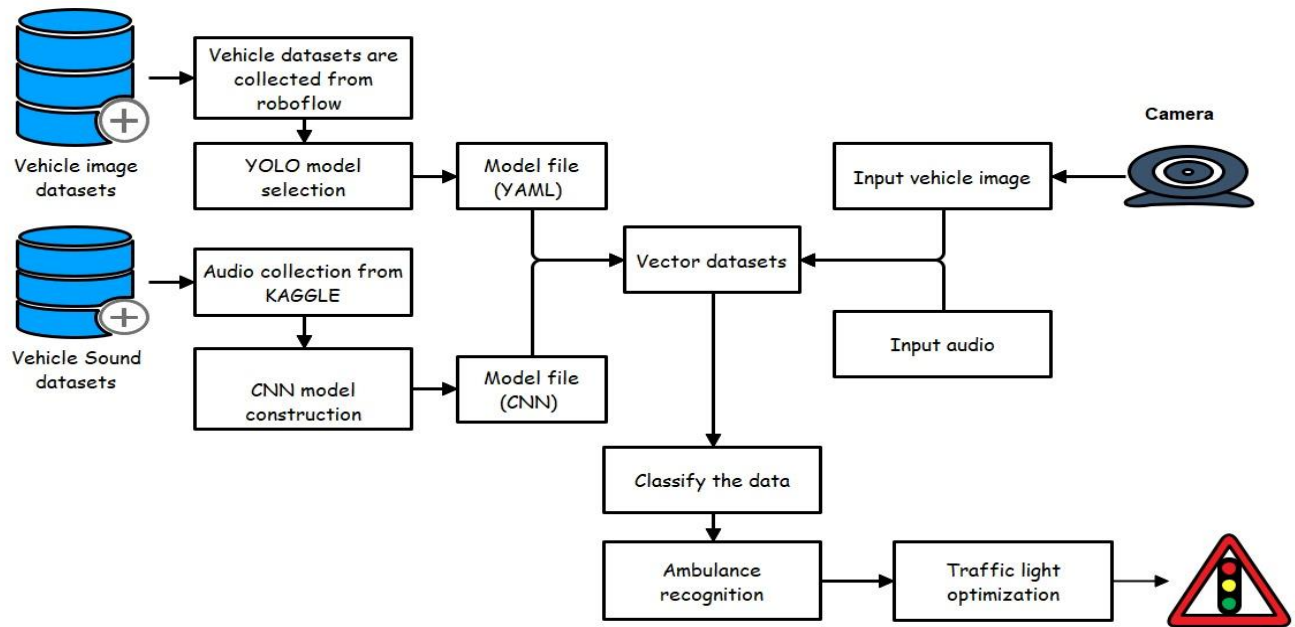 Vehicle image
datasets
Vehicle datasets are
collected from
roboflow
YOLO model
selection
Model file
(YAML)
Vehicle Sound
datasets
Audio collection from
KAGGLE
CNN model
construction
Model file
(CNN)
Vector datasets
Camera
Input vehicle image
Input audio
Classify the data
Ambulance
recognition
Traffic light
optimization